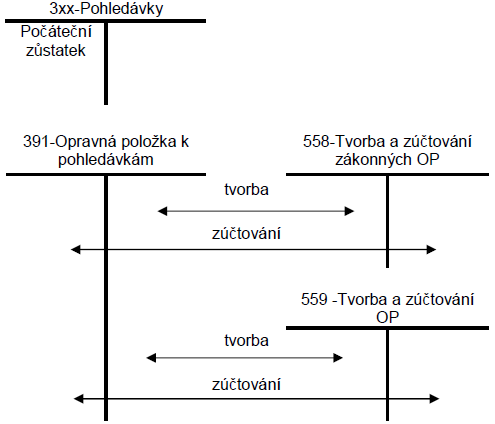 3xx-Pohledávky
Počáteční
zůstatek
391-Opravná položka k
pohledávkám
558-Tvorba a zúčtování
zákonných OP
tvorba
zúčtování
559 -Tvorba a zúčtování
OP
tvorba
zúčtování